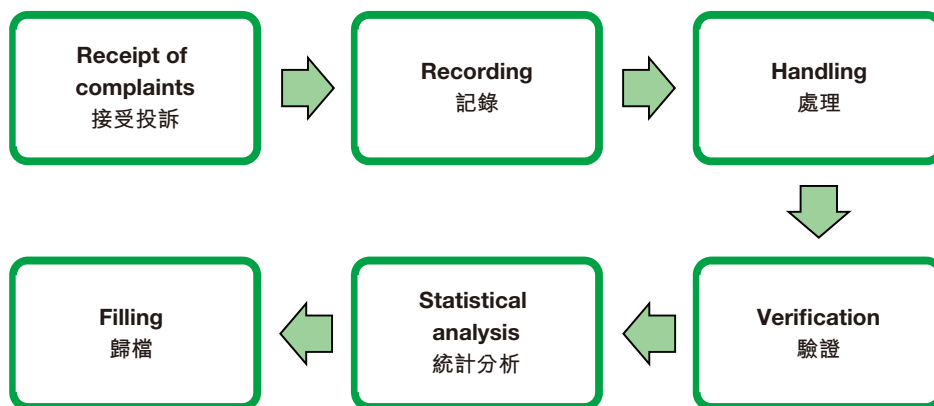 Receipt of
complaints
接受投訴
Recording
記錄
Handling
處理
Verification
驗證
Statistical
analysis
統計分析
Filling
歸檔